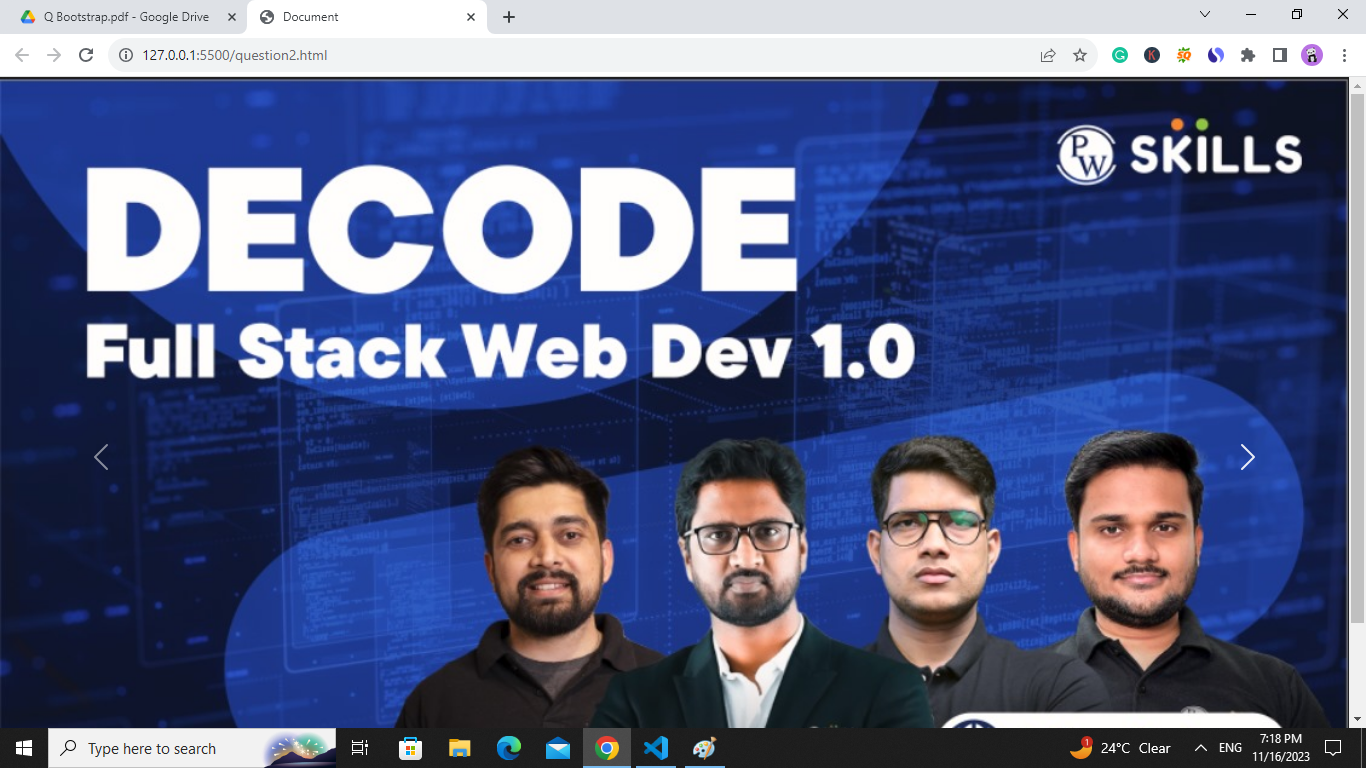 Q Bootstrap.pdf - Google Drive
Document
127.0.0.1:5500/question2.html
PW SKILLS
DECODE
Full Stack Web Dev 1.0
Type here to search
1
24°C Clear
ENG
7:18 PM
11/16/2023